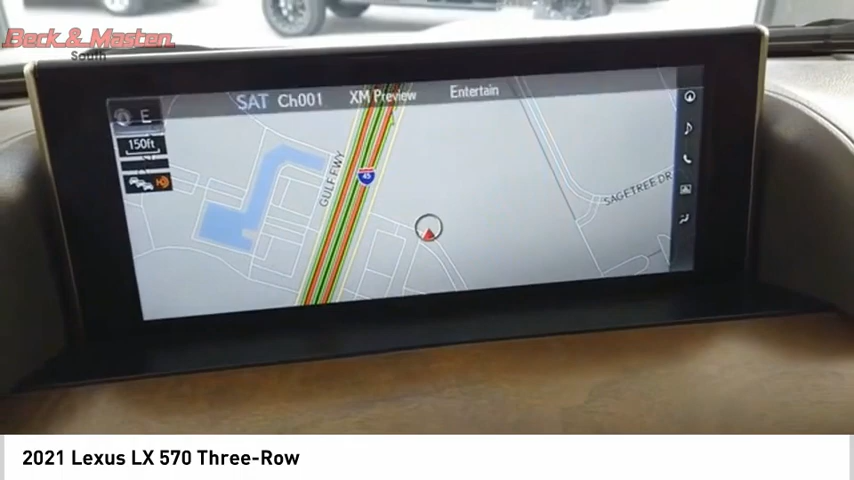 Beck & Masten
South
SAT Ch001 XM Preview Entertain
E
150ft
GULF FWY
45
SAGETREE DR
2021 Lexus LX 570 Three-Row